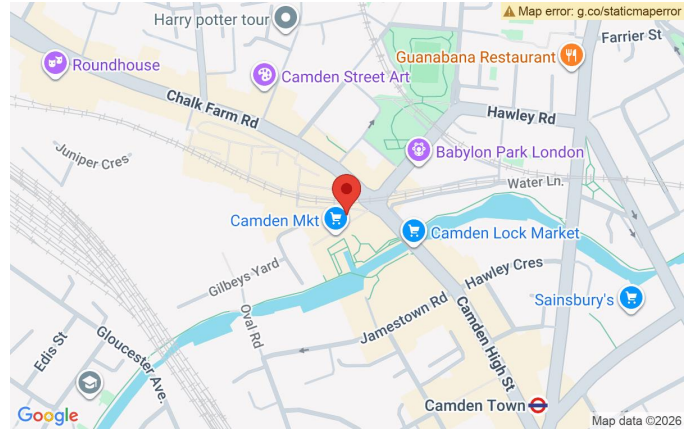 Map error: g.co/staticmaperror
Harry potter tour
Farrier St
Guanabana Restaurant
Roundhouse
Camden Street Art
Chalk Farm Rd
Hawley Rd
Juniper Cres
Babylon Park London
Water Ln.
Camden Mkt
Camden Lock Market
Gilbeys Yard
Hawley Cres
Sainsbury's
Oval Rd
Jamestown Rd
Camden High St
Edis St
Gloucester Ave.
Camden Town
Google
Map data ©2026